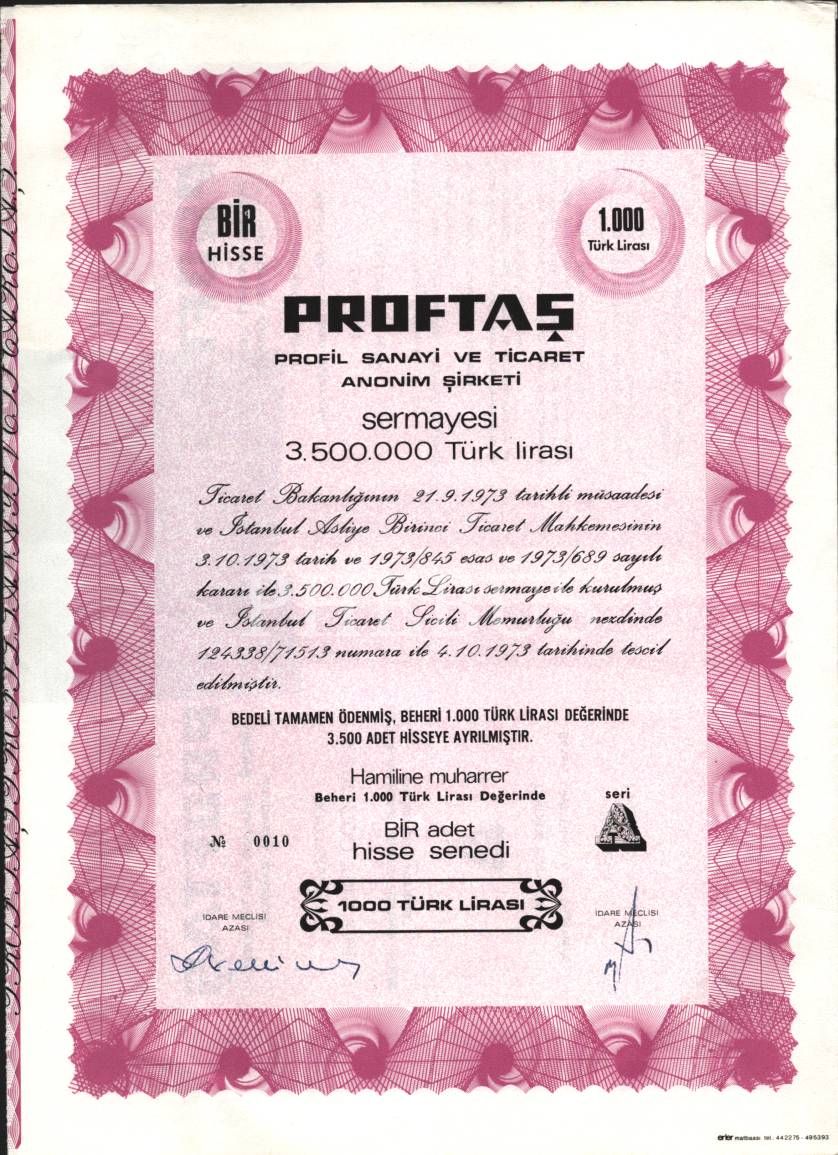 BİR
HİSSE
1.000
Türk Lirası
PROFTAŞ
PROFİL SANAYİ VE TİCARET
ANONİM ŞİRKETİ
sermayesi
3.500.000 Türk lirası
Ticaret Bakanlığının 21.9.1973 tarihli müsaadesi
ve İstanbul Asliye Birinci Ticaret Mahkemesinin
3.10.1973 tarih ve 1973/845 esas ve 1973/689 sayılı
kararı ile 3.500.000 Türk Lirası sermaye ile kurulmuş
ve İstanbul Ticaret Sicili Memurluğu nezdinde
124338/71513 numara ile 4.10.1973 tarihinde tescil
edilmiştir.
BEDELİ TAMAMEN ÖDENMİŞ, BEHERİ 1.000 TÜRK LİRASI DEĞERİNDE
3.500 ADET HİSSEYE AYRILMIŞTIR.
Hamiline muharrer
Beheri 1.000 Türk Lirası Değerinde
seri
A
№ 0010
BİR adet
hisse senedi
1000 TÜRK LİRASI
İDARE MECLİSİ
AZASI
İDARE MECLİSİ
AZASI
erler matbaası tel. 442275 - 495393